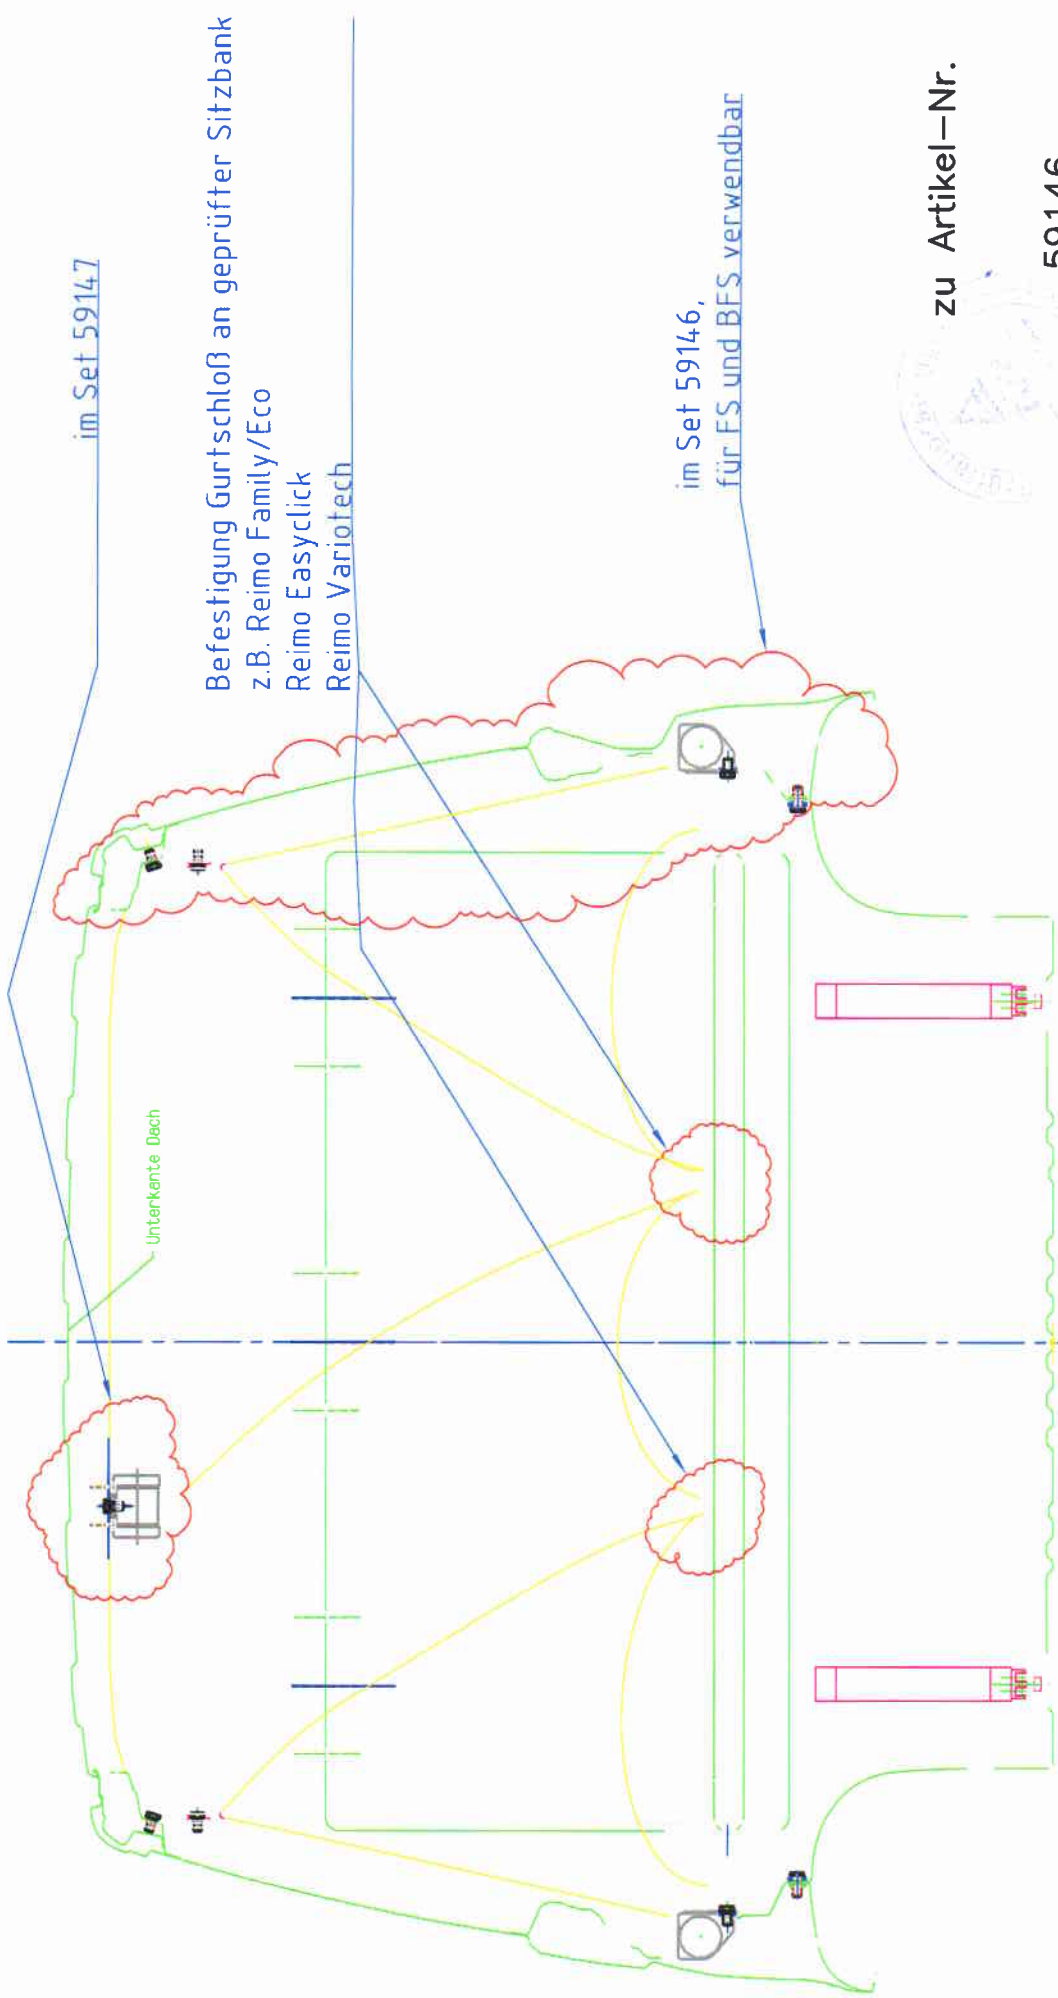 im Set 59147
Befestigung Gurtschloß an geprüfter Sitzbank
z.B. Reimo Family/Eco
Reimo Easyclick
Reimo Variotech
im Set 59146,
für FS und BFS verwendbar
zu Artikel-Nr.
59146
Unterkante Dach